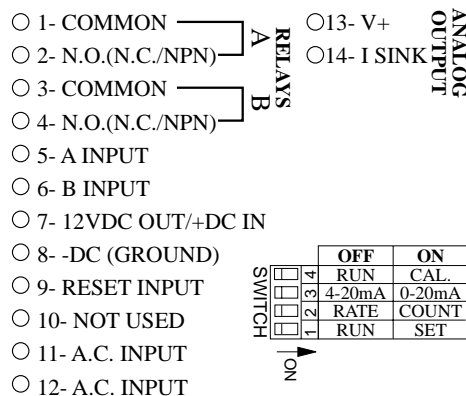 1- COMMON
2- N.O.(N.C./NPN)
A
3- COMMON
4- N.O.(N.C./NPN)
B
RELAYS
5- A INPUT
6- B INPUT
7- 12VDC OUT/+DC IN
8- -DC (GROUND)
9- RESET INPUT
10- NOT USED
11- A.C. INPUT
12- A.C. INPUT
13- V+
14- I SINK
ANALOG
OUTPUT
SWITCH
OFF ON
4 RUN CAL.
3 4-20mA 0-20mA
2 RATE COUNT
1 RUN SET
ON